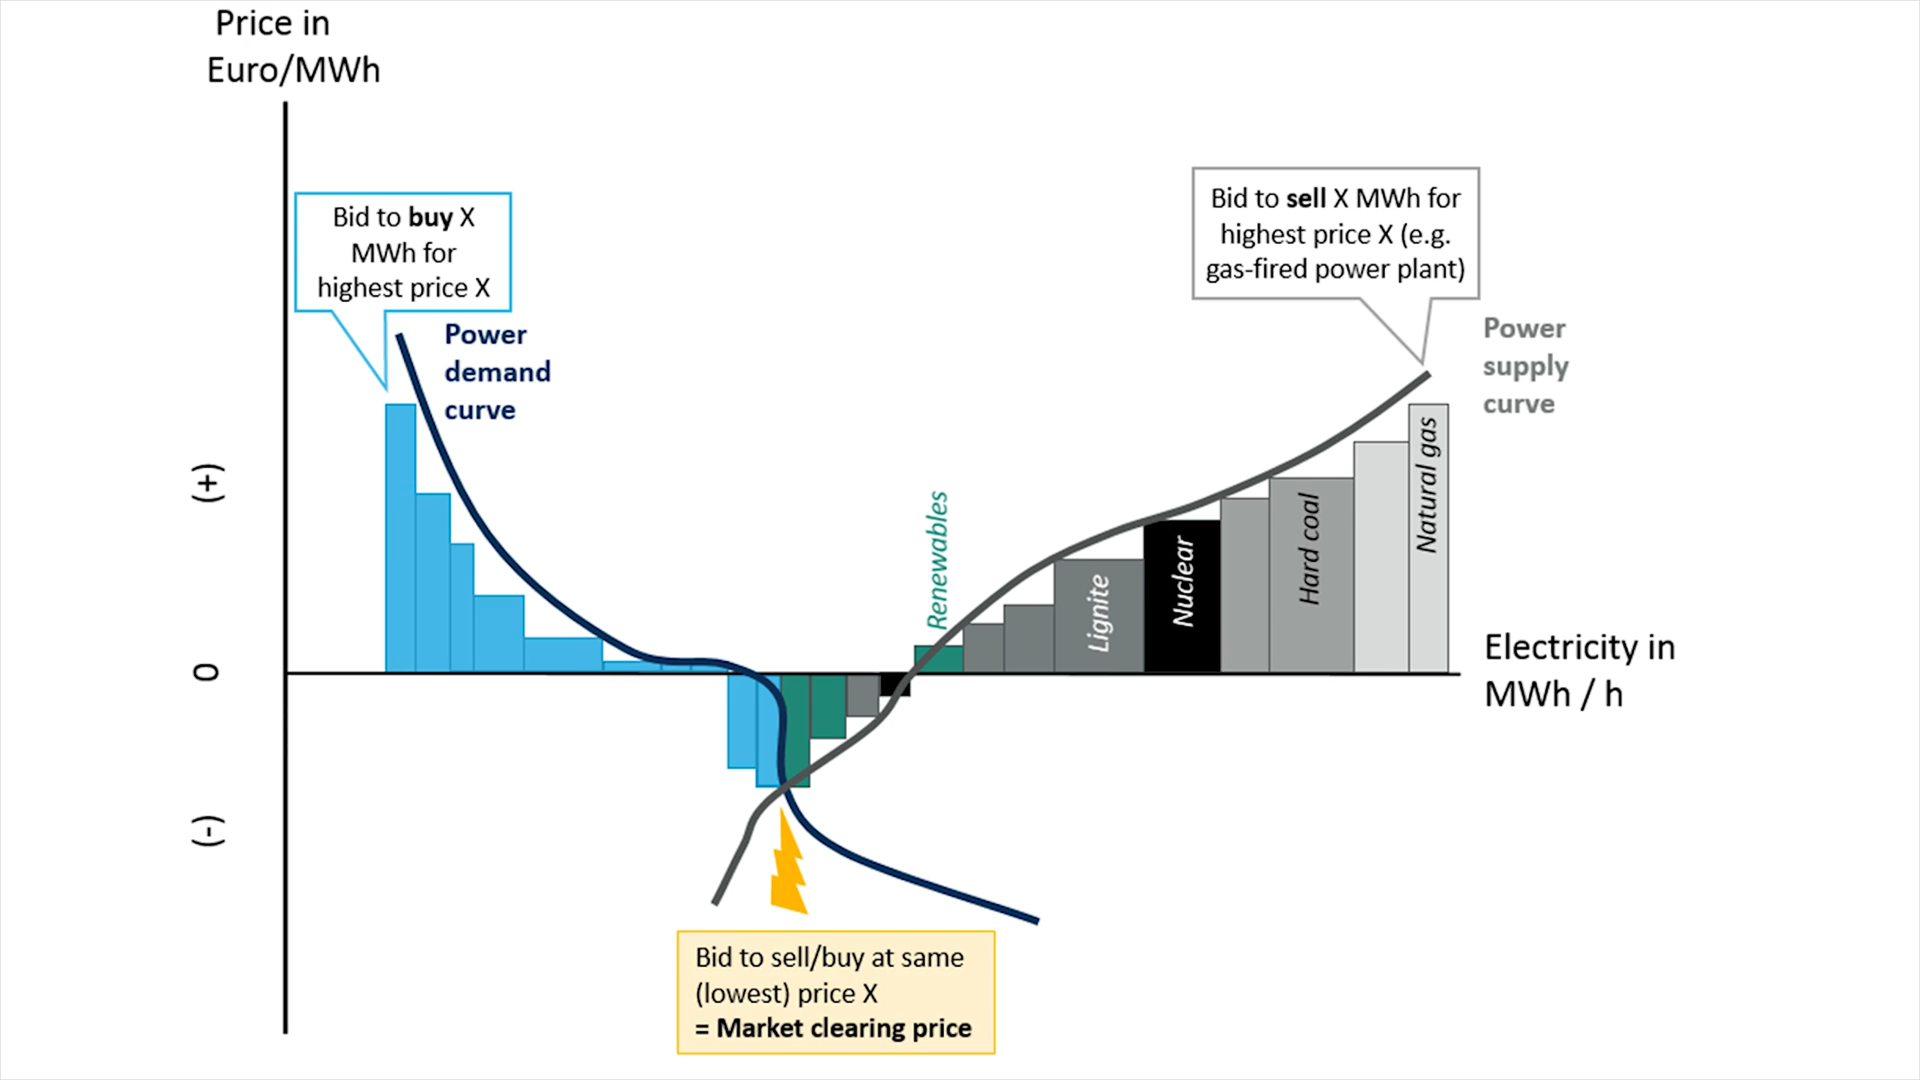 Price in
Euro/MWh
Bid to buy X
MWh for
highest price X
Power
demand
curve
Bid to sell X MWh for
highest price X (e.g.
gas-fired power plant)
Power
supply
curve
(+)
0
(-)
Renewables
Lignite
Nuclear
Hard coal
Natural gas
Electricity in
MWh / h
Bid to sell/buy at same
(lowest) price X
= Market clearing price